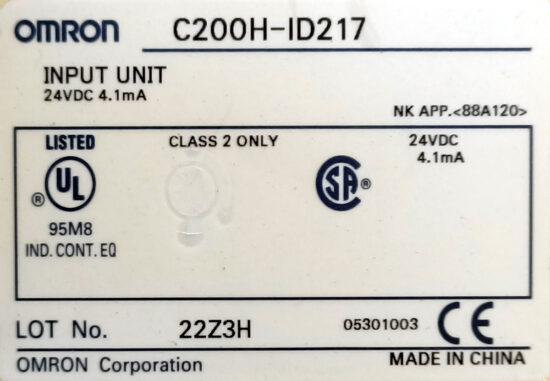 OMRON C200H-ID217
INPUT UNIT
24VDC 4.1mA
NK APP.<88A120>
LISTED CLASS 2 ONLY 24VDC
4.1mA
UL ® SA ®
95M8
IND. CONT. EQ
LOT No. 22Z3H 05301003 CE
OMRON Corporation MADE IN CHINA